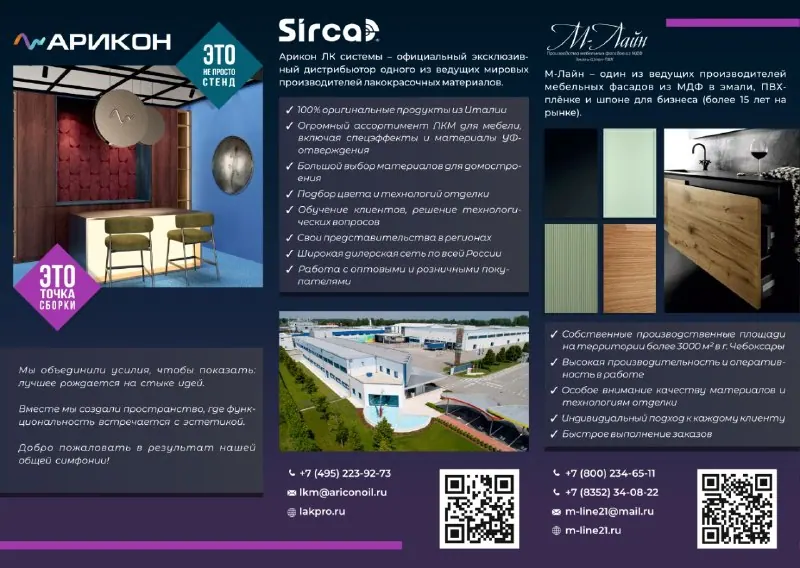 АРИКОН
ЭТО
НЕ ПРОСТО
СТЕНД
ЭТО
ТОЧКА
СБОРКИ
Мы объединили усилия, чтобы показать:
лучшее рождается на стыке идей.
Вместе мы создали пространство, где функ-
циональность встречается с эстетикой.
Добро пожаловать в результат нашей
общей симфонии!
Sirca
Арикон ЛК системы – официальный эксклюзив-
ный дистрибьютор одного из ведущих мировых
производителей лакокрасочных материалов.
✓ 100% оригинальные продукты из Италии
✓ Огромный ассортимент ЛКМ для мебели,
включая спецэффекты и материалы УФ-
отверждения
✓ Большой выбор материалов для домостро-
ения
✓ Подбор цвета и технологий отделки
✓ Обучение клиентов, решение технологи-
ческих вопросов
✓ Свои представительства в регионах
✓ Широкая дилерская сеть по всей России
✓ Работа с оптовыми и розничными поку-
пателями
+7 (495) 223-92-73
lkm@ariconoil.ru
lakpro.ru
М-Лайн
Производство мебельных фасадов из МДФ
М-Лайн – один из ведущих производителей
мебельных фасадов из МДФ в эмали, ПВХ-
плёнке и шпоне для бизнеса (более 15 лет на
рынке).
✓ Собственные производственные площади
на территории более 3000 м² в г. Чебоксары
✓ Высокая производительность и оператив-
ность в работе
✓ Особое внимание качеству материалов и
технологиям отделки
✓ Индивидуальный подход к каждому клиенту
✓ Быстрое выполнение заказов
+7 (800) 234-65-11
+7 (8352) 34-08-22
m-line21@mail.ru
m-line21.ru